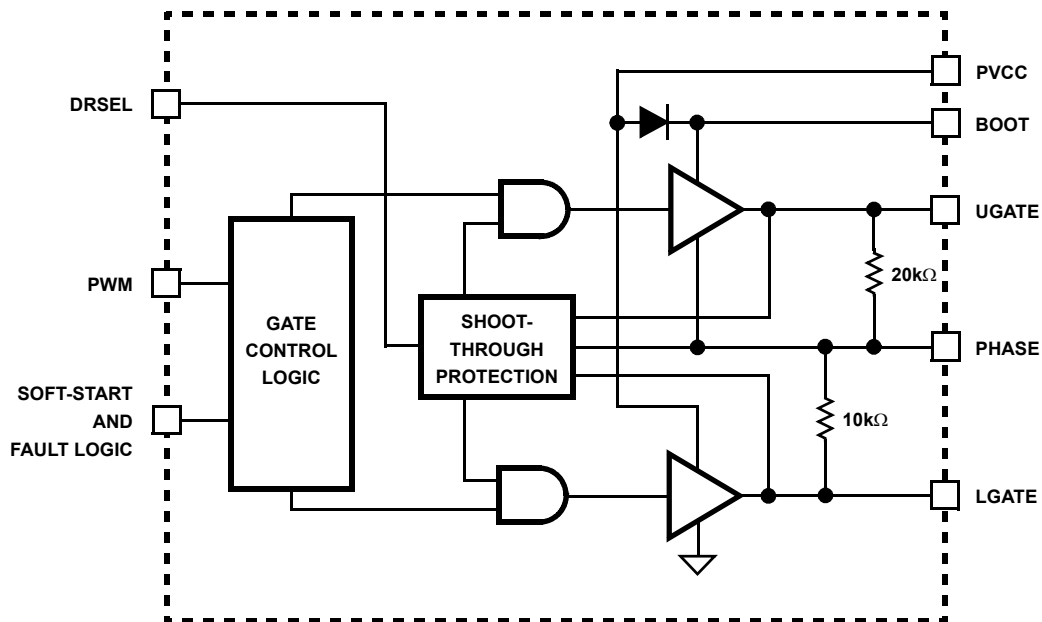 DRSEL
PWM
SOFT-START
AND
FAULT LOGIC
GATE
CONTROL
LOGIC
SHOOT-
THROUGH
PROTECTION
PVCC
BOOT
UGATE
20kΩ
PHASE
10kΩ
LGATE